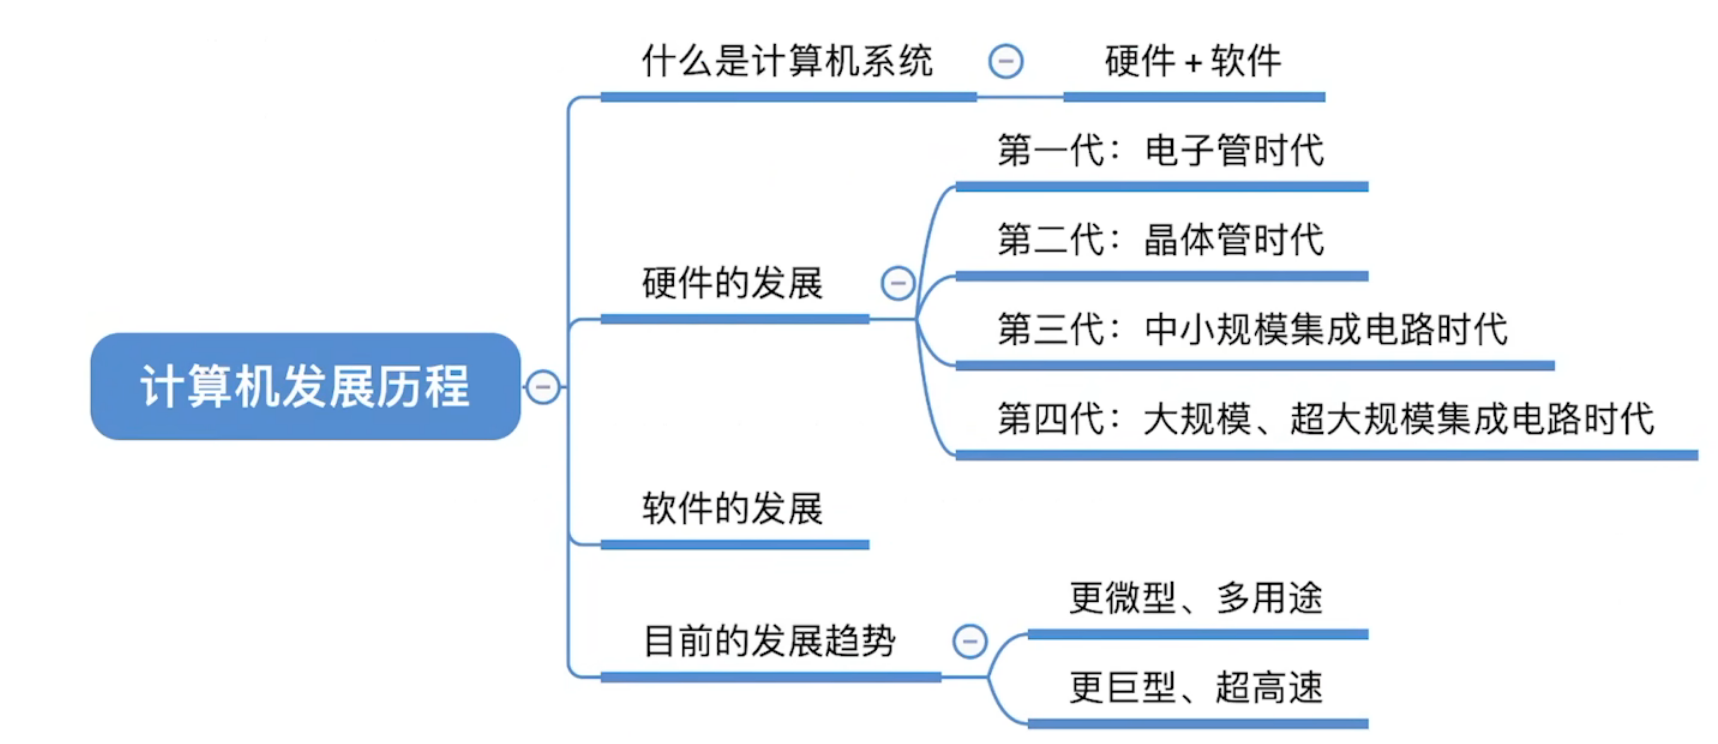 计算机发展历程
什么是计算机系统
硬件 + 软件
硬件的发展
第一代：电子管时代
第二代：晶体管时代
第三代：中小规模集成电路时代
第四代：大规模、超大规模集成电路时代
软件的发展
目前的发展趋势
更微型、多用途
更巨型、超高速